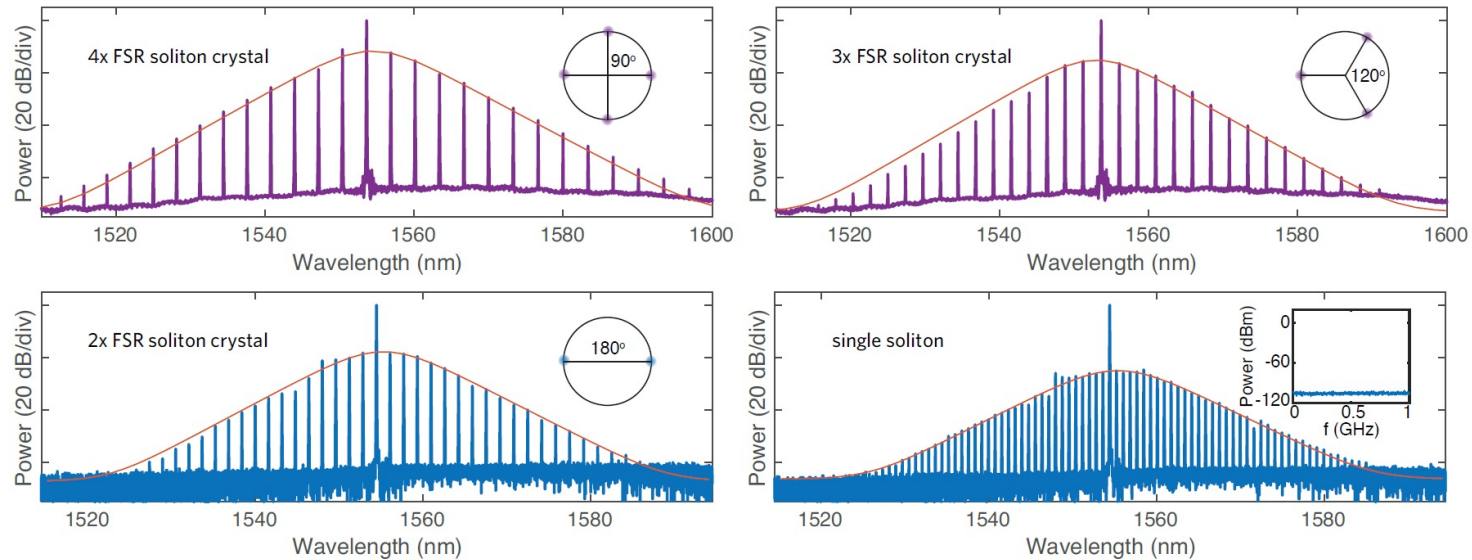 4x FSR soliton crystal
90°
Power (20 dB/div)
1520 1540 1560 1580 1600
Wavelength (nm)
3x FSR soliton crystal
120°
Power (20 dB/div)
1520 1540 1560 1580 1600
Wavelength (nm)
2x FSR soliton crystal
180°
Power (20 dB/div)
1520 1540 1560 1580
Wavelength (nm)
single soliton
Power (dBm)
0
-60
-120
0 0.5 1
f (GHz)
Power (20 dB/div)
1520 1540 1560 1580
Wavelength (nm)